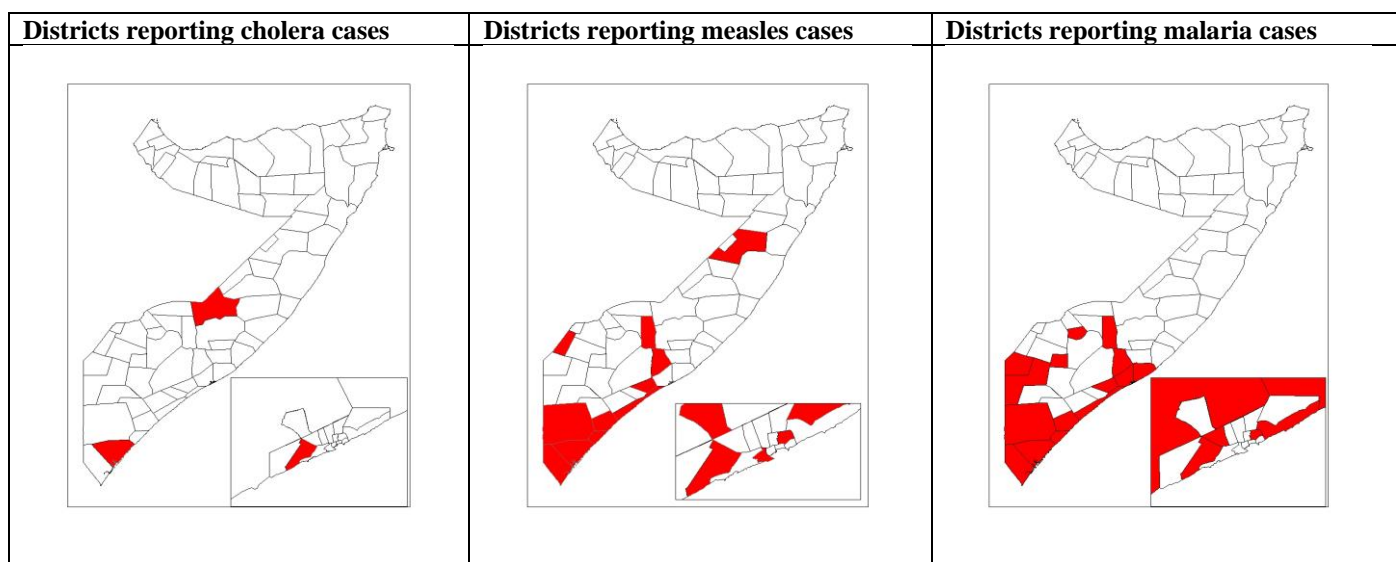 Districts reporting cholera cases
Districts reporting measles cases
Districts reporting malaria cases